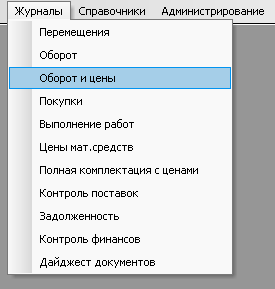 Журналы Справочники Администрирование
Перемещения
Оборот
Оборот и цены
Покупки
Выполнение работ
Цены мат.средств
Полная комплектация с ценами
Контроль поставок
Задолженность
Контроль финансов
Дайджест документов